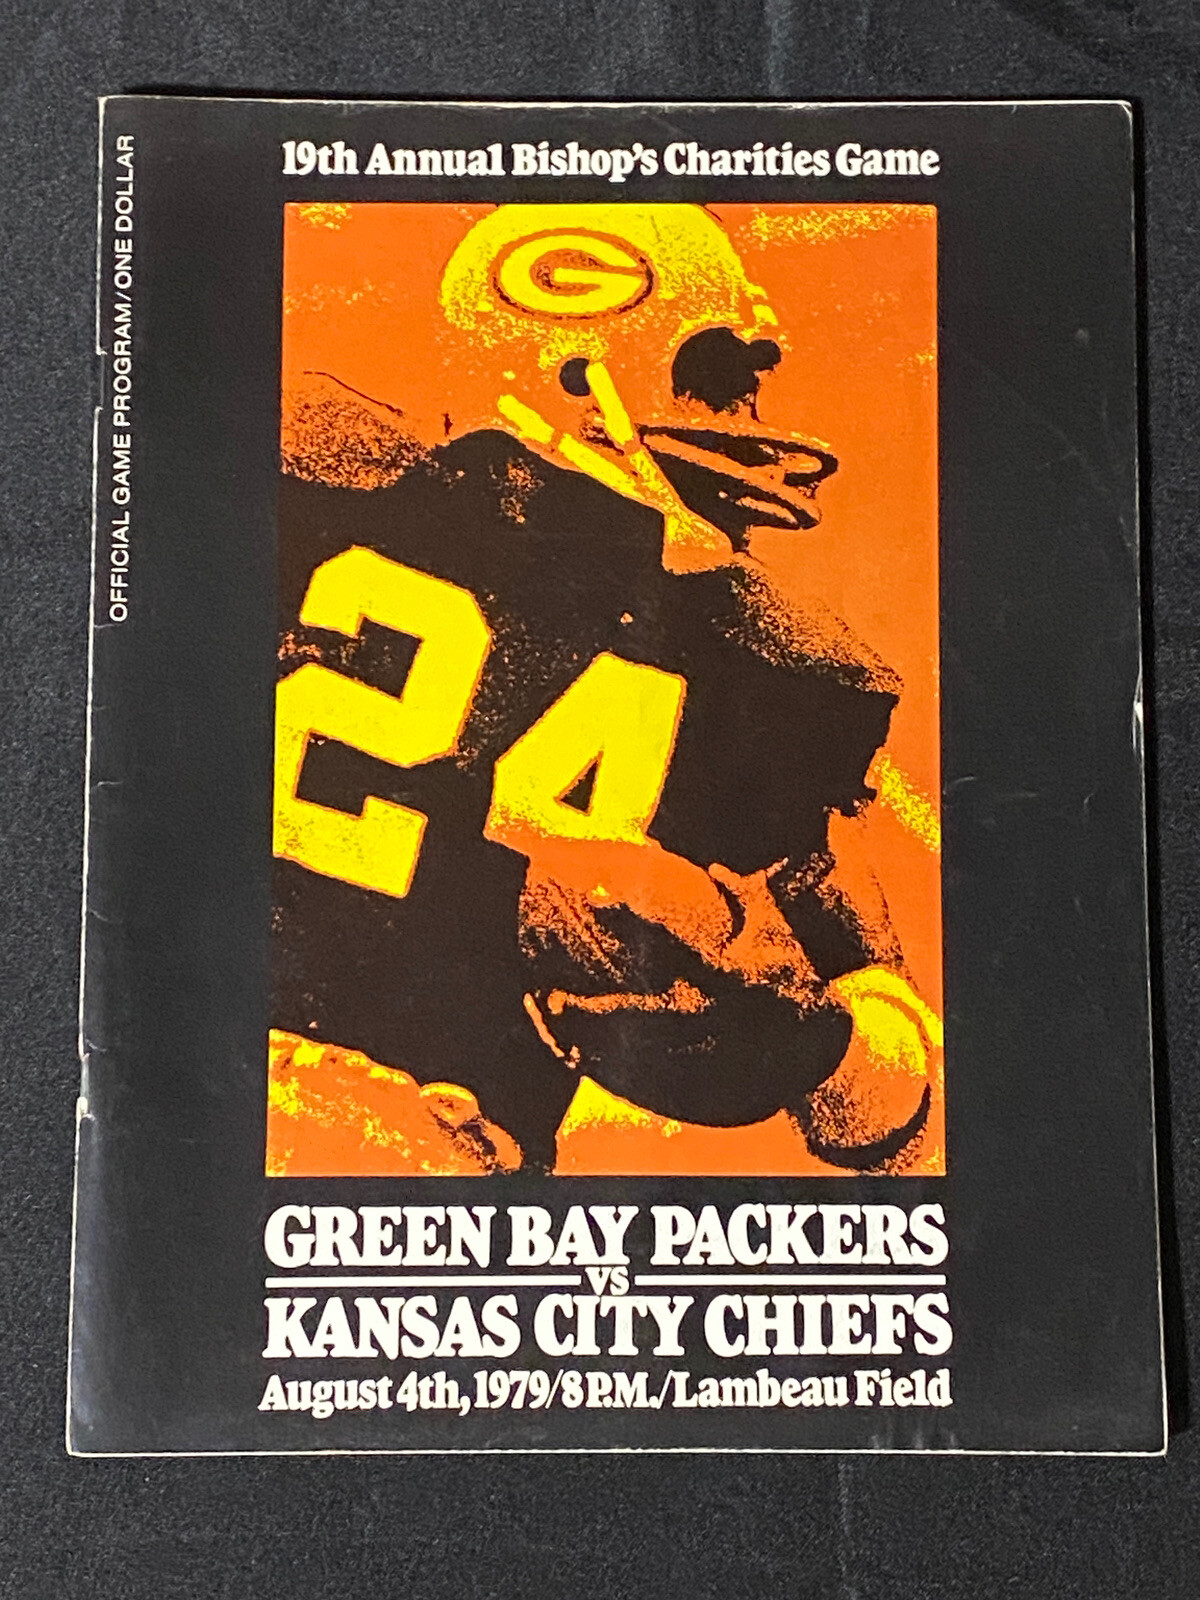 19th Annual Bishop's Charities Game
OFFICIAL GAME PROGRAM/ONE DOLLAR
G
24
GREEN BAY PACKERS
VS
KANSAS CITY CHIEFS
August 4th, 1979/8 P.M./Lambeau Field